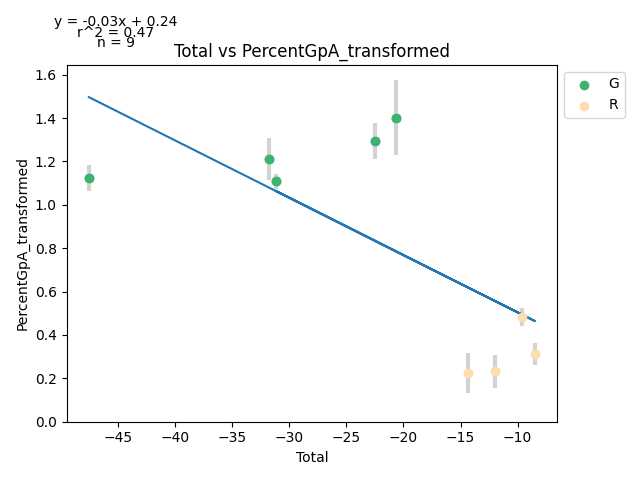 y = -0.03x + 0.24
r^2 = 0.47
n = 9
Total vs PercentGpA_transformed
G
R
1.6
1.4
1.2
1.0
0.8
0.6
0.4
0.2
0.0
PercentGpA_transformed
−45 −40 −35 −30 −25 −20 −15 −10
Total